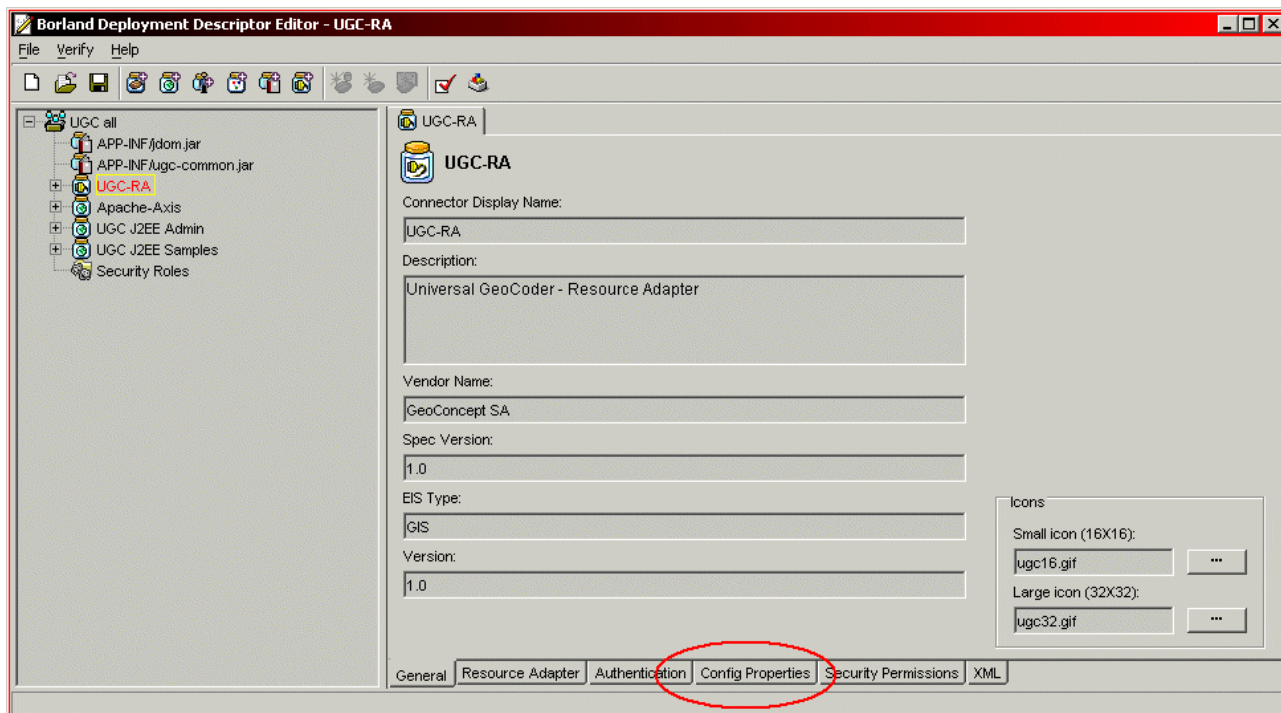 Borland Deployment Descriptor Editor - UGC-RA
File Verify Help
UGC all
APP-INF/jdom.jar
APP-INF/ugc-common.jar
UGC-RA
Apache-Axis
UGC J2EE Admin
UGC J2EE Samples
Security Roles
UGC-RA
UGC-RA
Connector Display Name:
UGC-RA
Description:
Universal GeoCoder - Resource Adapter
Vendor Name:
GeoConcept SA
Spec Version:
1.0
EIS Type:
GIS
Version:
1.0
Icons
Small icon (16X16):
ugc16.gif ...
Large icon (32X32):
ugc32.gif ...
General Resource Adapter Authentication Config Properties Security Permissions XML